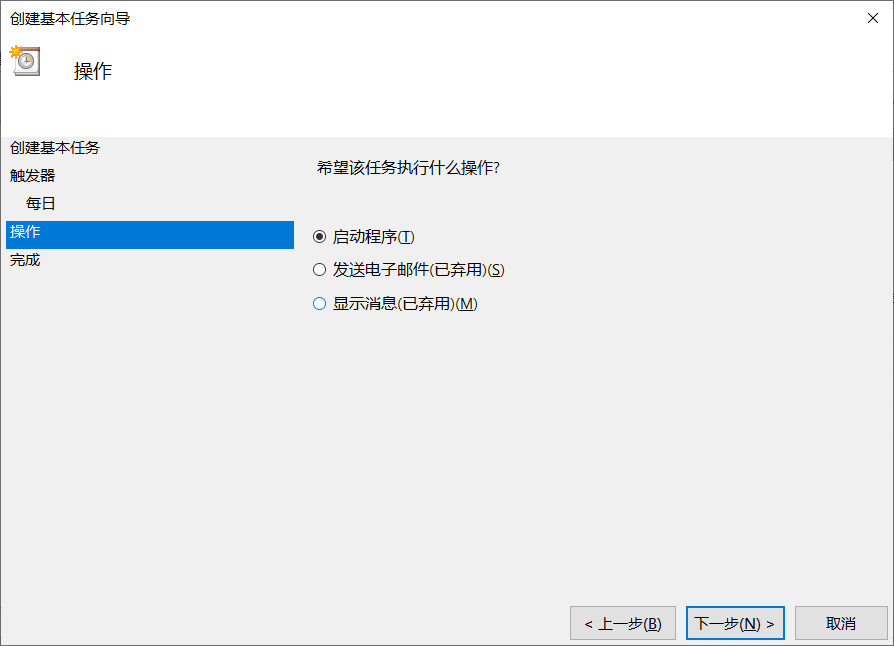 创建基本任务向导
操作
创建基本任务
触发器
每日
操作
完成
希望该任务执行什么操作?
启动程序(T)
发送电子邮件(已弃用)(S)
显示消息(已弃用)(M)
< 上一步(B)
下一步(N) >
取消